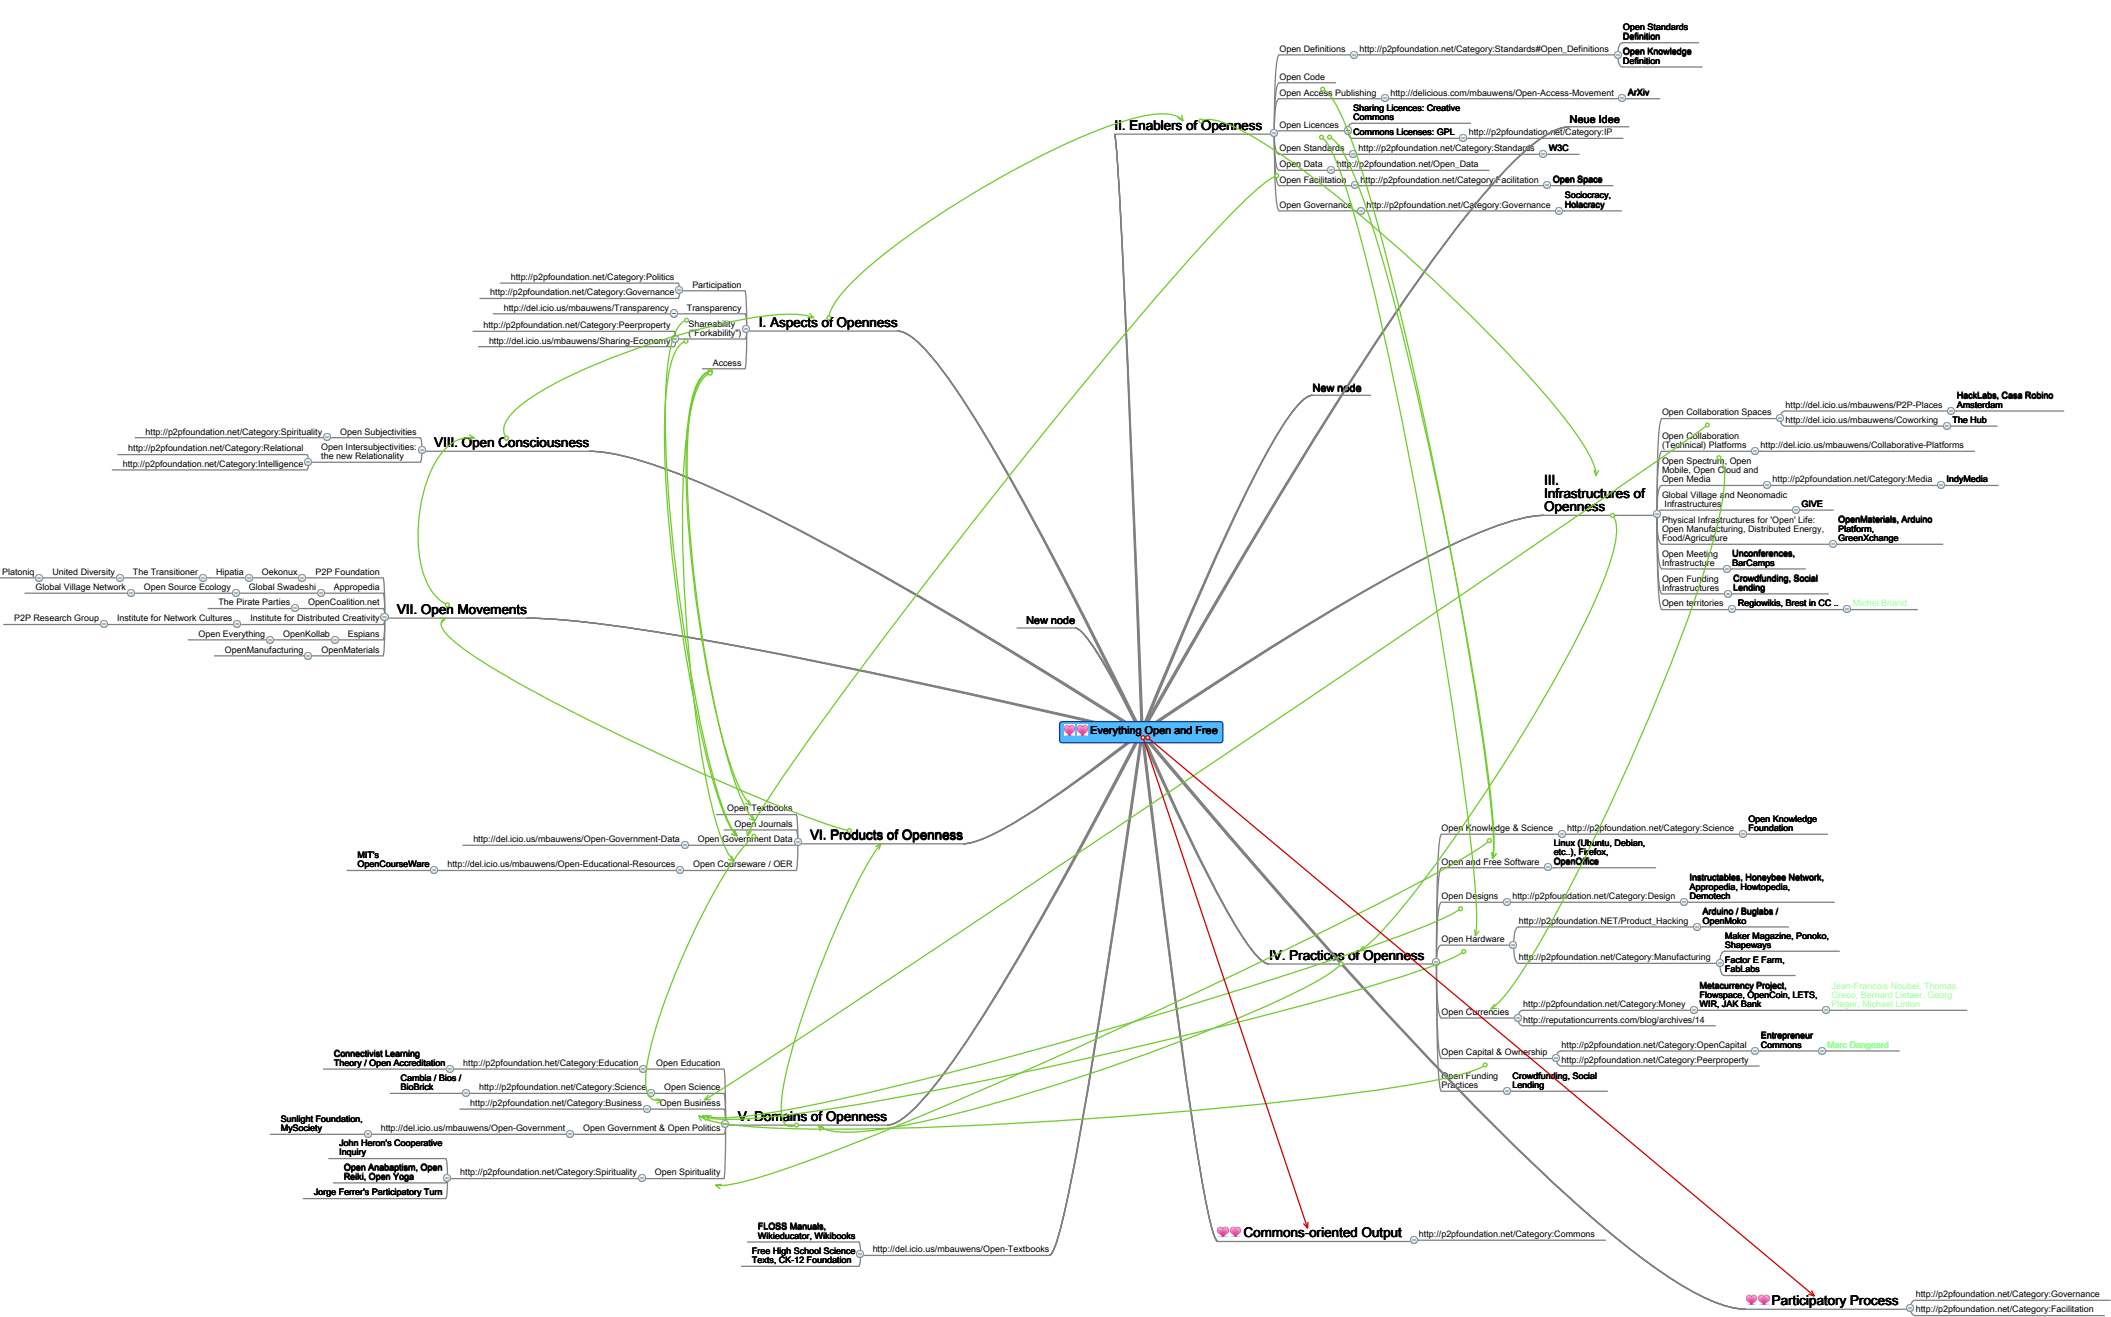 Everything Open and Free
I. Aspects of Openness
Participation
http://p2pfoundation.net/Category:Politics
http://p2pfoundation.net/Category:Governance
Transparency
http://del.icio.us/mbauwens/Transparency
Shareability
("Forkability")
http://p2pfoundation.net/Category:Peerproperty
http://del.icio.us/mbauwens/Sharing-Economy
Access
II. Enablers of Openness
Open Definitions
http://p2pfoundation.net/Category:Standards#Open_Definitions
Open Standards
Definition
Open Knowledge
Definition
Open Code
Open Access Publishing
http://delicious.com/mbauwens/Open-Access-Movement
ArXiv
Open Licences
Sharing Licences: Creative
Commons
Commons Licenses: GPL
http://p2pfoundation.net/Category:IP
Open Standards
http://p2pfoundation.net/Category:Standards
W3C
Open Data
http://p2pfoundation.net/Open_Data
Open Facilitation
http://p2pfoundation.net/Category:Facilitation
Open Space
Open Governance
http://p2pfoundation.net/Category:Governance
Sociocracy,
Holacracy
Neue Idee
New node
III.
Infrastructures of
Openness
Open Collaboration Spaces
http://del.icio.us/mbauwens/P2P-Places
HackLabs, Casa Robino
Amsterdam
http://del.icio.us/mbauwens/Coworking
The Hub
Open Collaboration
(Technical) Platforms
http://del.icio.us/mbauwens/Collaborative-Platforms
Open Spectrum, Open
Mobile, Open Cloud and
Open Media
http://p2pfoundation.net/Category:Media
IndyMedia
Global Village and Neonomadic
Infrastructures
GIVE
Physical Infrastructures for 'Open' Life:
Open Manufacturing, Distributed Energy,
Food/Agriculture
OpenMaterials, Arduino
Platform,
GreenXchange
Open Meeting
Infrastructure
Unconferences,
BarCamps
Open Funding
Infrastructures
Crowdfunding, Social
Lending
Open territories
Regiowikis, Brest in CC ..
Michel Briand
VIII. Open Consciousness
Open Subjectivities
http://p2pfoundation.net/Category:Spirituality
Open Intersubjectivities:
the new Relationality
http://p2pfoundation.net/Category:Relational
http://p2pfoundation.net/Category:Intelligence
VII. Open Movements
P2P Foundation
Oekonux
Hipatia
The Transitioner
United Diversity
Platoniq
Appropedia
Global Swadeshi
Open Source Ecology
Global Village Network
OpenCoalition.net
The Pirate Parties
Institute for Distributed Creativity
Institute for Network Cultures
P2P Research Group
Espians
OpenKollab
Open Everything
OpenMaterials
OpenManufacturing
New node
VI. Products of Openness
Open Textbooks
Open Journals
Open Government Data
http://del.icio.us/mbauwens/Open-Government-Data
Open Courseware / OER
http://del.icio.us/mbauwens/Open-Educational-Resources
MIT's
OpenCourseWare
IV. Practices of Openness
Open Knowledge & Science
http://p2pfoundation.net/Category:Science
Open Knowledge
Foundation
Open and Free Software
Linux (Ubuntu, Debian,
etc..), Firefox,
OpenOffice
Open Designs
http://p2pfoundation.net/Category:Design
Instructables, Honeybee Network,
Appropedia, Howtopedia,
Demotech
Open Hardware
http://p2pfoundation.NET/Product_Hacking
Arduino / Buglabs /
OpenMoko
http://p2pfoundation.net/Category:Manufacturing
Maker Magazine, Ponoko,
Shapeways
Factor E Farm,
FabLabs
Open Currencies
http://p2pfoundation.net/Category:Money
Metacurrency Project,
Flowspace, OpenCoin, LETS,
WIR, JAK Bank
Jean-Francois Noubel, Thomas
Greco, Bernard Lietaer, Georg
Pleger, Michael Linton
http://reputationcurrents.com/blog/archives/14
Open Capital & Ownership
http://p2pfoundation.net/Category:OpenCapital
Entrepreneur
Commons
Marc Dangeard
http://p2pfoundation.net/Category:Peerproperty
Open Funding
Practices
Crowdfunding, Social
Lending
V. Domains of Openness
Open Education
http://p2pfoundation.net/Category:Education
Connectivist Learning
Theory / Open Accreditation
Open Science
http://p2pfoundation.net/Category:Science
Cambia / Bios /
BioBrick
Open Business
http://p2pfoundation.net/Category:Business
Open Government & Open Politics
http://del.icio.us/mbauwens/Open-Government
Sunlight Foundation,
MySociety
Open Spirituality
http://p2pfoundation.net/Category:Spirituality
John Heron's Cooperative
Inquiry
Open Anabaptism, Open
Reiki, Open Yoga
Jorge Ferrer's Participatory Turn
http://del.icio.us/mbauwens/Open-Textbooks
FLOSS Manuals,
Wikieducator, Wikibooks
Free High School Science
Texts, CK-12 Foundation
Commons-oriented Output
http://p2pfoundation.net/Category:Commons
Participatory Process
http://p2pfoundation.net/Category:Governance
http://p2pfoundation.net/Category:Facilitation